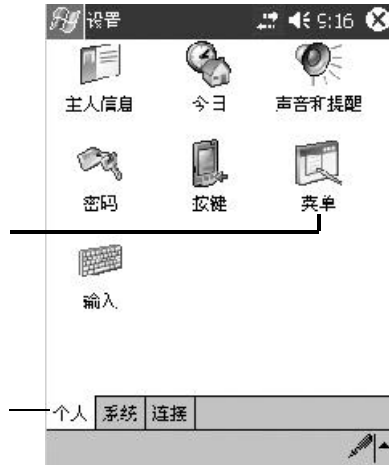 设置 9:16
主人信息 今日 声音和提醒
密码 按键 菜单
输入
个人 系统 连接